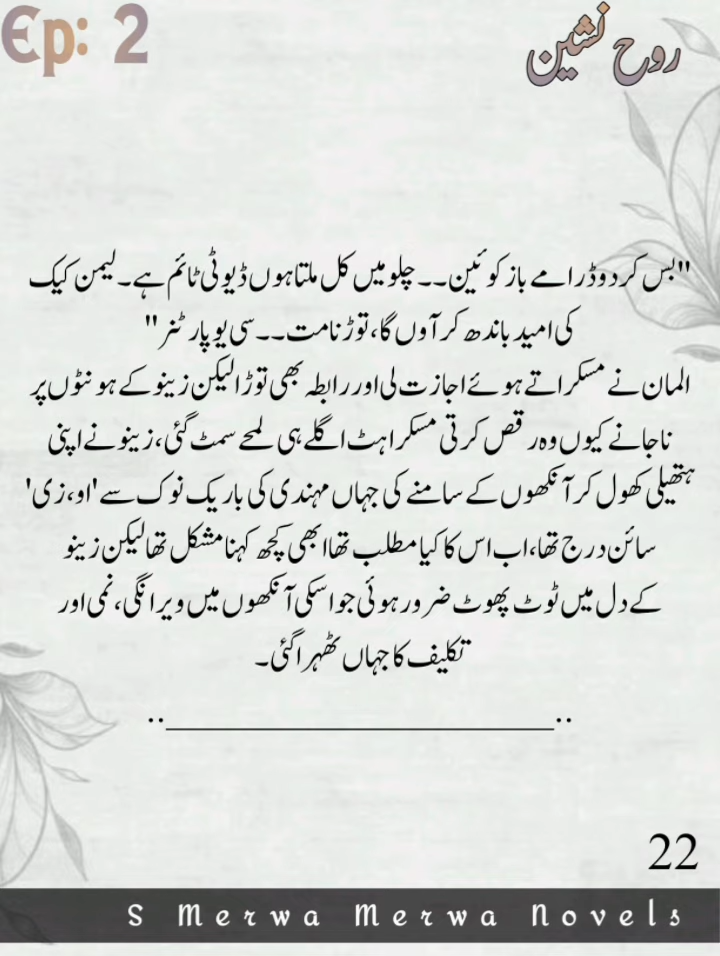 Ep: 2
روح نشین
"بس کر دو ڈرامے باز کوئین۔۔ چلو میں کل ملتا ہوں ڈیوٹی ٹائم ہے۔ لیمن کیک
کی امید باندھ کر آوں گا، توڑنا مت۔۔ سی یو پارٹنر"
المان نے مسکراتے ہوئے اجازت لی اور رابطہ بھی توڑا لیکن زینو کے ہونٹوں پر
ناجانے کیوں وہ رقص کرتی مسکراہٹ اگلے ہی لمحے سمٹ گئی، زینو نے اپنی
ہتھیلی کھول کر آنکھوں کے سامنے کی جہاں مہندی کی باریک نوک سے 'او، زی'
سائن درج تھا، اب اس کا کیا مطلب تھا ابھی کچھ کہنا مشکل تھا لیکن زینو
کے دل میں ٹوٹ پھوٹ ضرور ہوئی جو اسکی آنکھوں میں ویرانگی، نمی اور
تکلیف کا جہاں ٹھہرا گئی۔
..______________________________..
22
S Merwa Merwa Novels